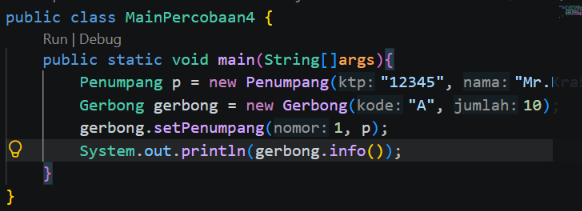 public class MainPercobaan4 {
Run | Debug
public static void main(String[]args){
Penumpang p = new Penumpang(ktp: "12345", nama: "Mr.
Gerbong gerbong = new Gerbong(kode: "A", jumlah: 10);
gerbong.setPenumpang(nomor: 1, p);
System.out.println(gerbong.info());
}
}